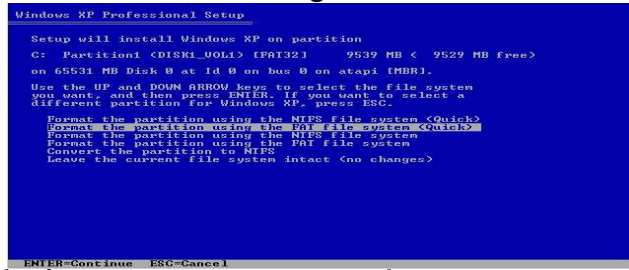 Windows XP Professional Setup
Setup will install Windows XP on partition
C: Partition1 <DISK1_VOL1> [FAT32] 9539 MB < 9529 MB free>
on 65531 MB Disk 0 at Id 0 on bus 0 on atapi [MBR].
Use the UP and DOWN ARROW keys to select the file system
you want, and then press ENTER. If you want to select a
different partition for Windows XP, press ESC.
Format the partition using the NTFS file system <Quick>
Format the partition using the FAT file system <Quick>
Format the partition using the NTFS file system
Format the partition using the FAT file system
Convert the partition to NTFS
Leave the current file system intact <no changes>
ENTER=Continue ESC=Cancel